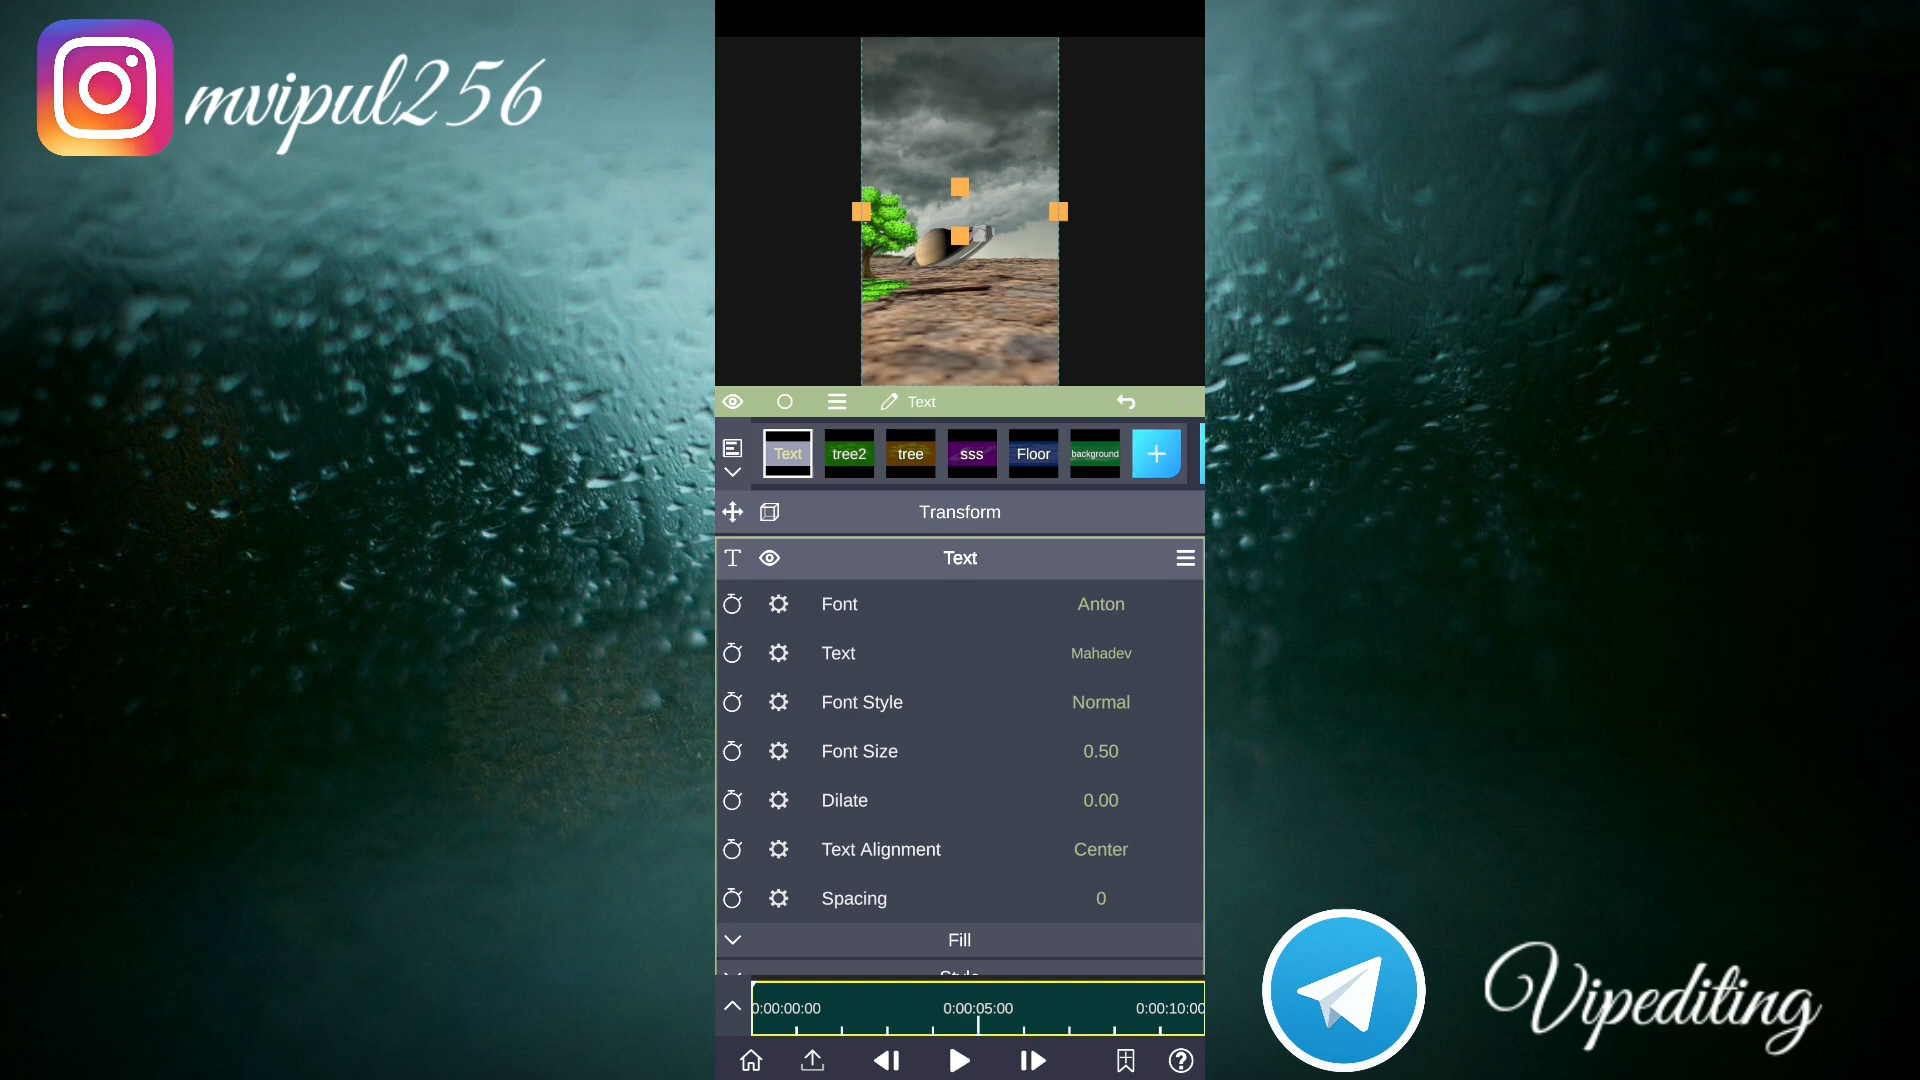 mvipul256
Text
Text
tree2
tree
sss
Floor
background
Transform
Text
Font Anton
Text Mahadev
Font Style Normal
Font Size 0.50
Dilate 0.00
Text Alignment Center
Spacing 0
Fill
Style
0:00:00:00 0:00:05:00 0:00:10:00
Vipediting